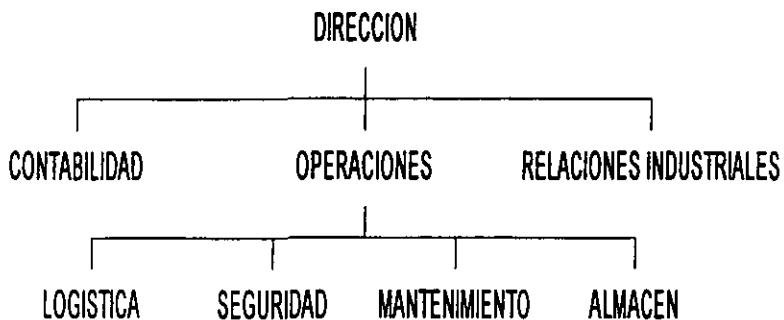 DIRECCION
CONTABILIDAD OPERACIONES RELACIONES INDUSTRIALES
LOGISTICA SEGURIDAD MANTENIMIENTO ALMACEN